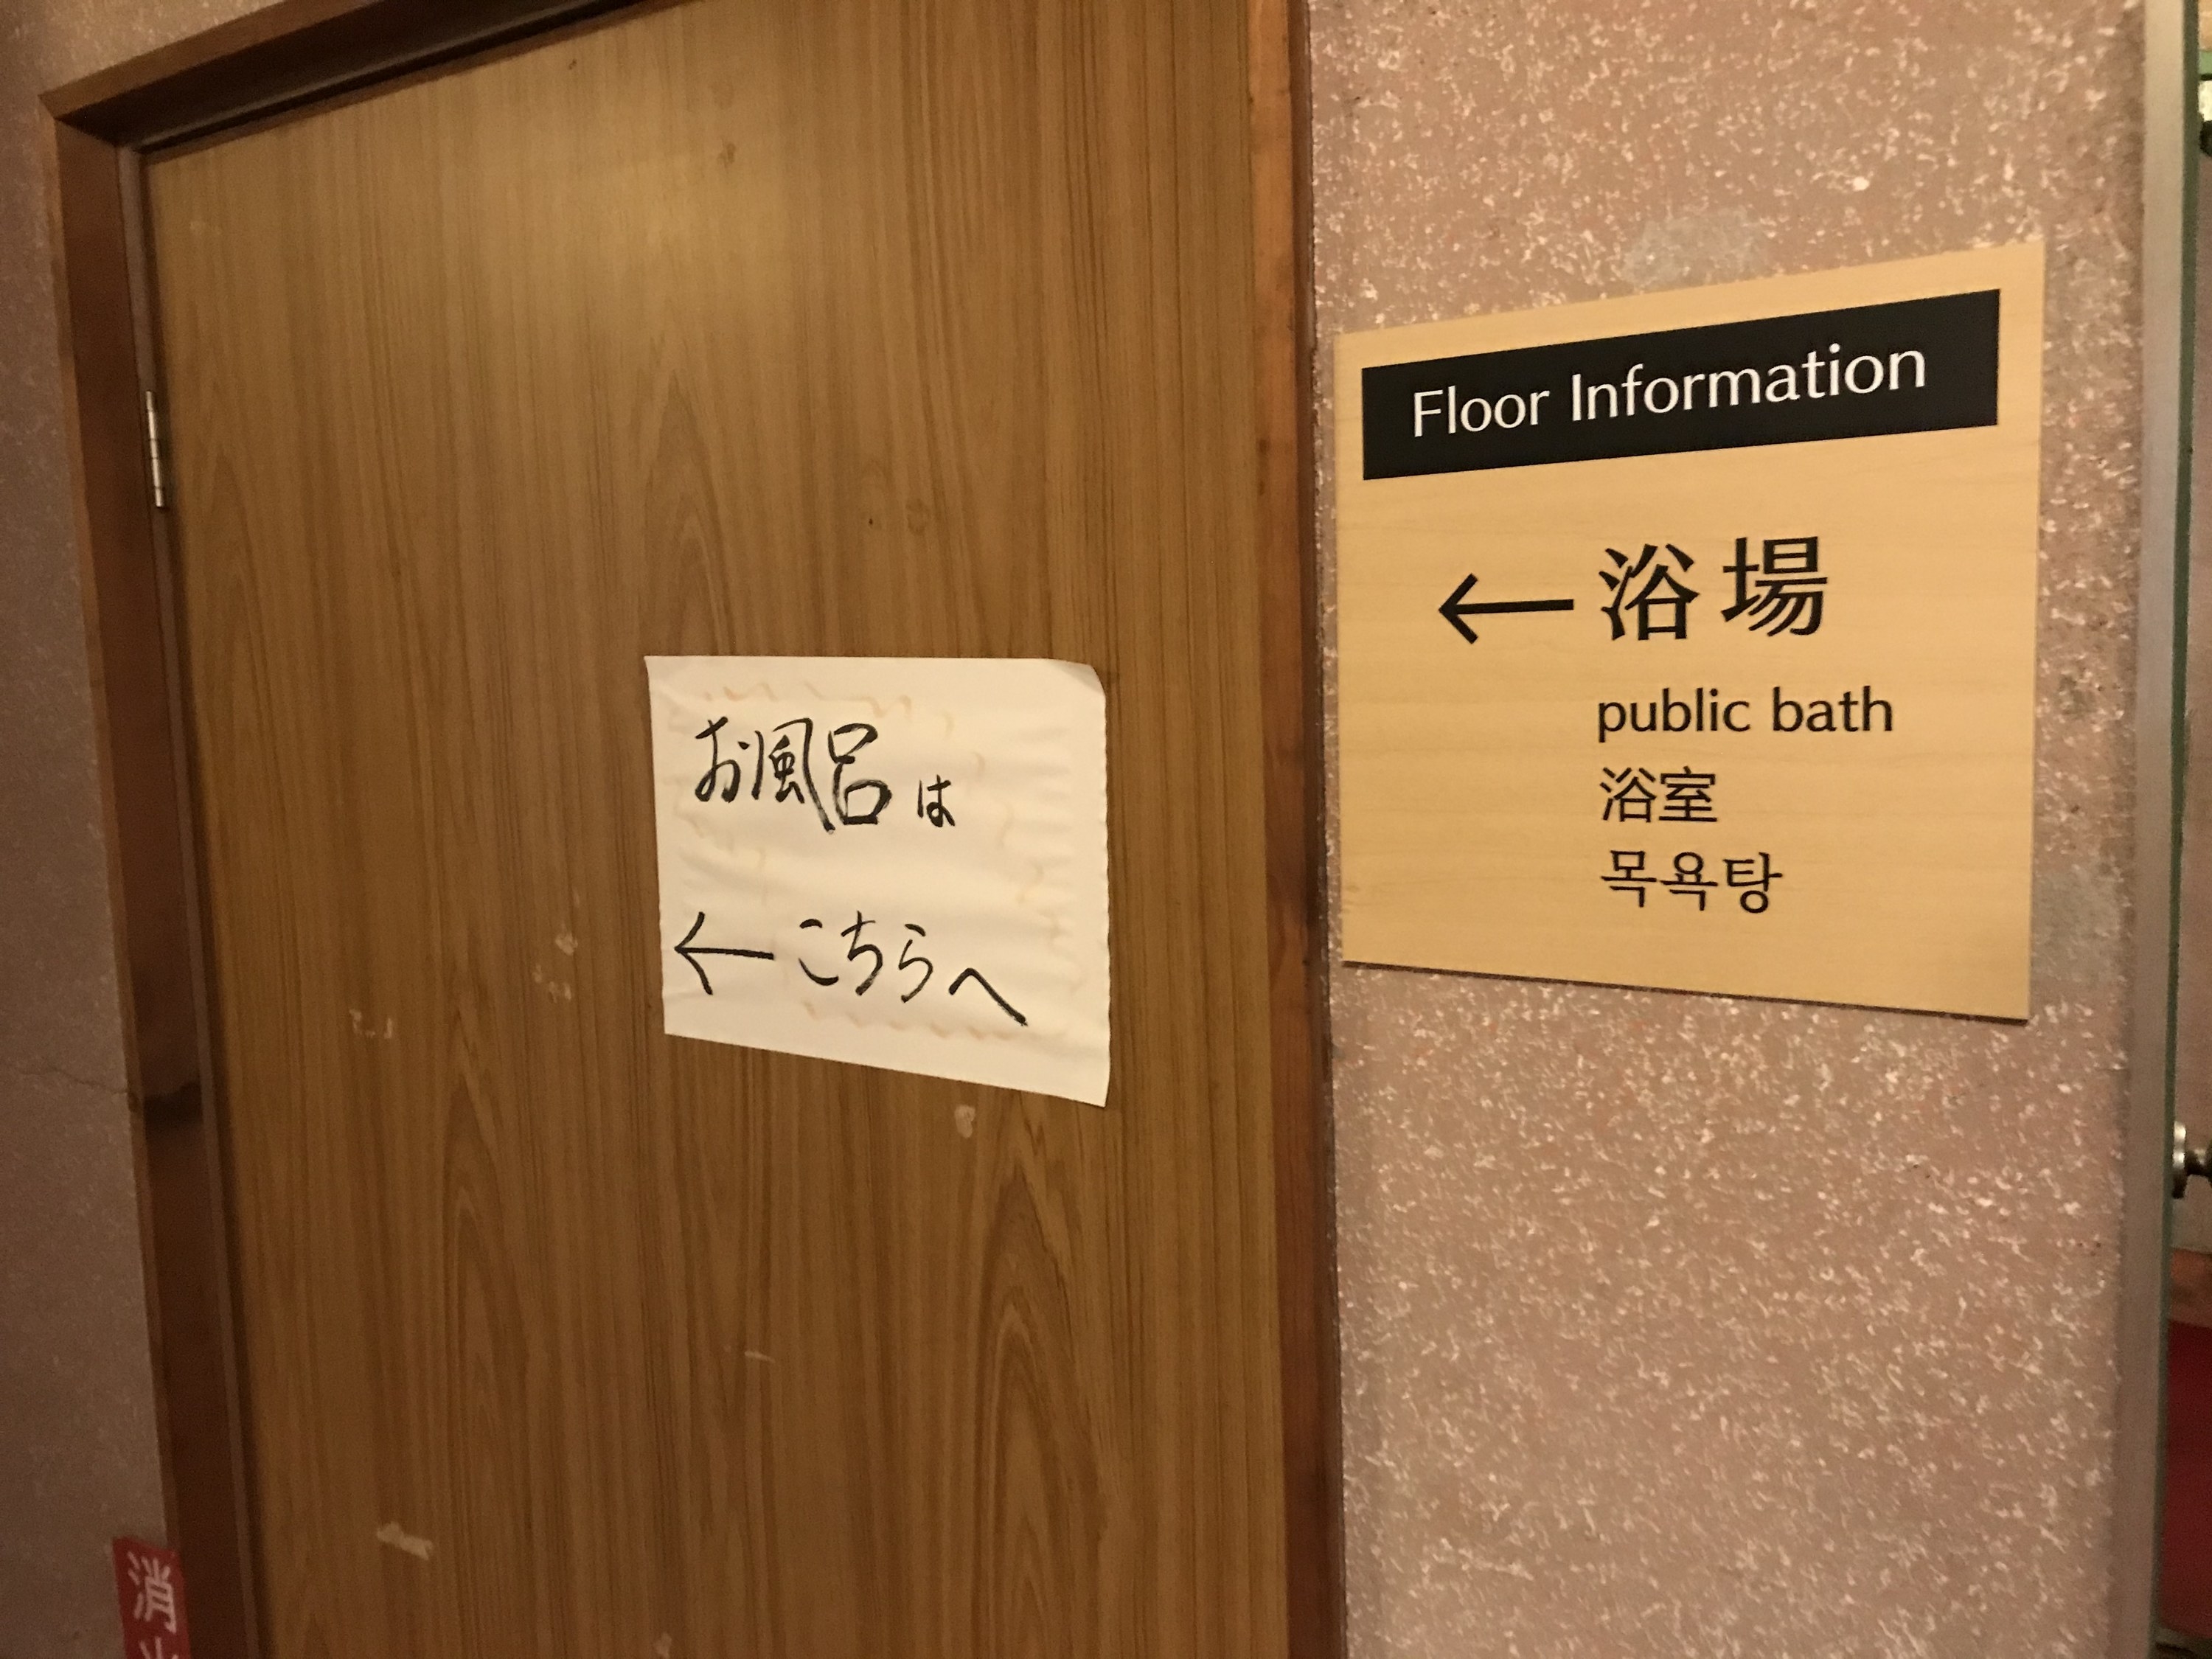 お風呂は
←こちらへ
Floor Information
←浴場
public bath
浴室
목욕탕
消